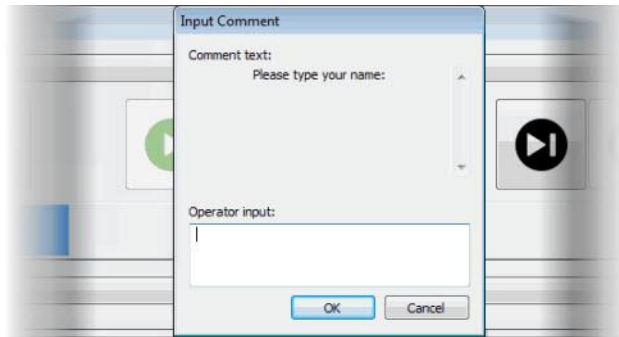 Input Comment
Comment text:
Please type your name:
Operator input:
OK
Cancel